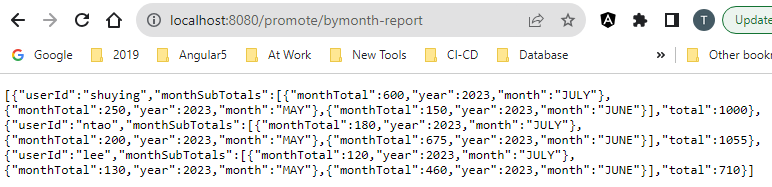 localhost:8080/promote/bymonth-report
T
Update
Google 2019 Angular5 At Work New Tools CI-CD Database » Other book
[{"userId":"shuying","monthSubTotals":[{"monthTotal":600,"year":2023,"month":"JULY"},
{"monthTotal":250,"year":2023,"month":"MAY"},{"monthTotal":150,"year":2023,"month":"JUNE"}],"total":1000},
{"userId":"ntao","monthSubTotals":[{"monthTotal":180,"year":2023,"month":"JULY"},
{"monthTotal":200,"year":2023,"month":"MAY"},{"monthTotal":675,"year":2023,"month":"JUNE"}],"total":1055},
{"userId":"lee","monthSubTotals":[{"monthTotal":120,"year":2023,"month":"JULY"},
{"monthTotal":130,"year":2023,"month":"MAY"},{"monthTotal":460,"year":2023,"month":"JUNE"}],"total":710}]